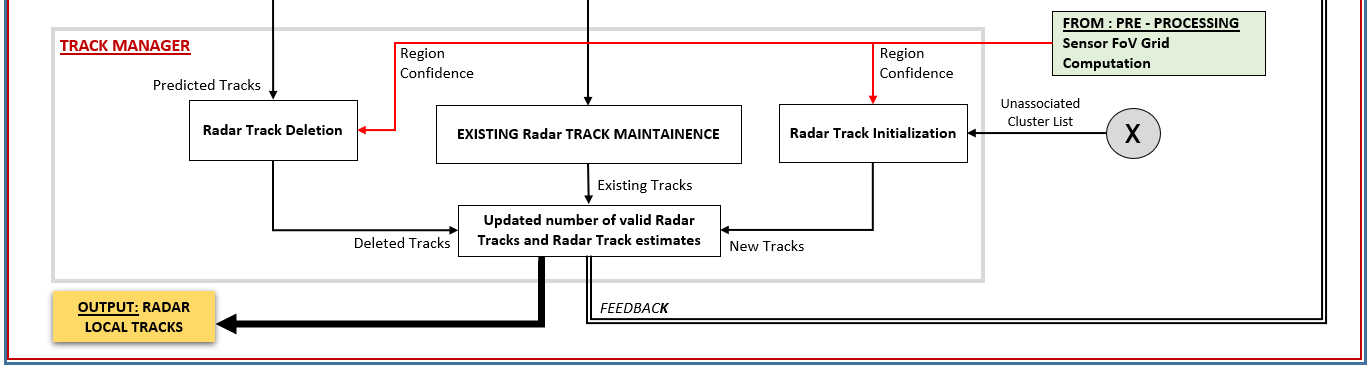 FROM : PRE - PROCESSING
Sensor FoV Grid
Computation
TRACK MANAGER
Region
Confidence
Region
Confidence
Predicted Tracks
Unassociated
Cluster List
Radar Track Deletion
EXISTING Radar TRACK MAINTAINENCE
Radar Track Initialization
X
Existing Tracks
Updated number of valid Radar
Tracks and Radar Track estimates
Deleted Tracks
New Tracks
OUTPUT: RADAR
LOCAL TRACKS
FEEDBACK